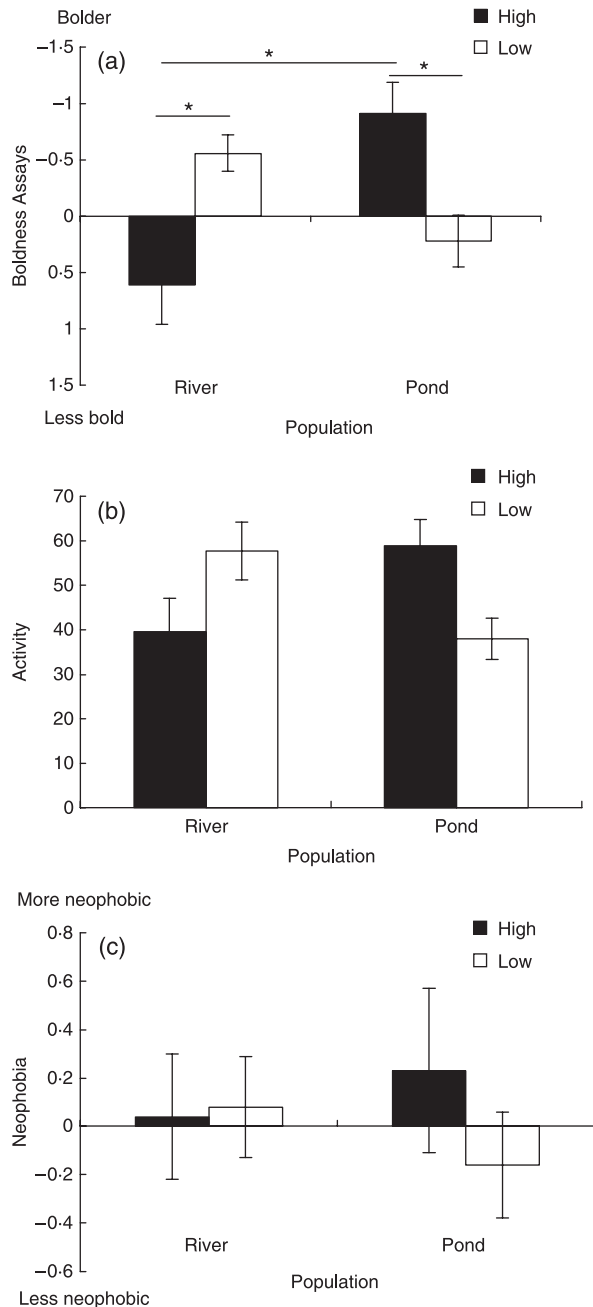 Bolder
High
(a)
Low
−1·5
*
*
−1
*
−0·5
Boldness Assays
0
0·5
1
1·5
River
Pond
Less bold
Population
High
70
(b)
Low
60
50
40
Activity
30
20
10
0
River
Pond
Population
More neophobic
0·8
(c)
High
0·6
Low
0·4
0·2
Neophobia
0
−0·2
−0·4
River
Pond
−0·6
Population
Less neophobic